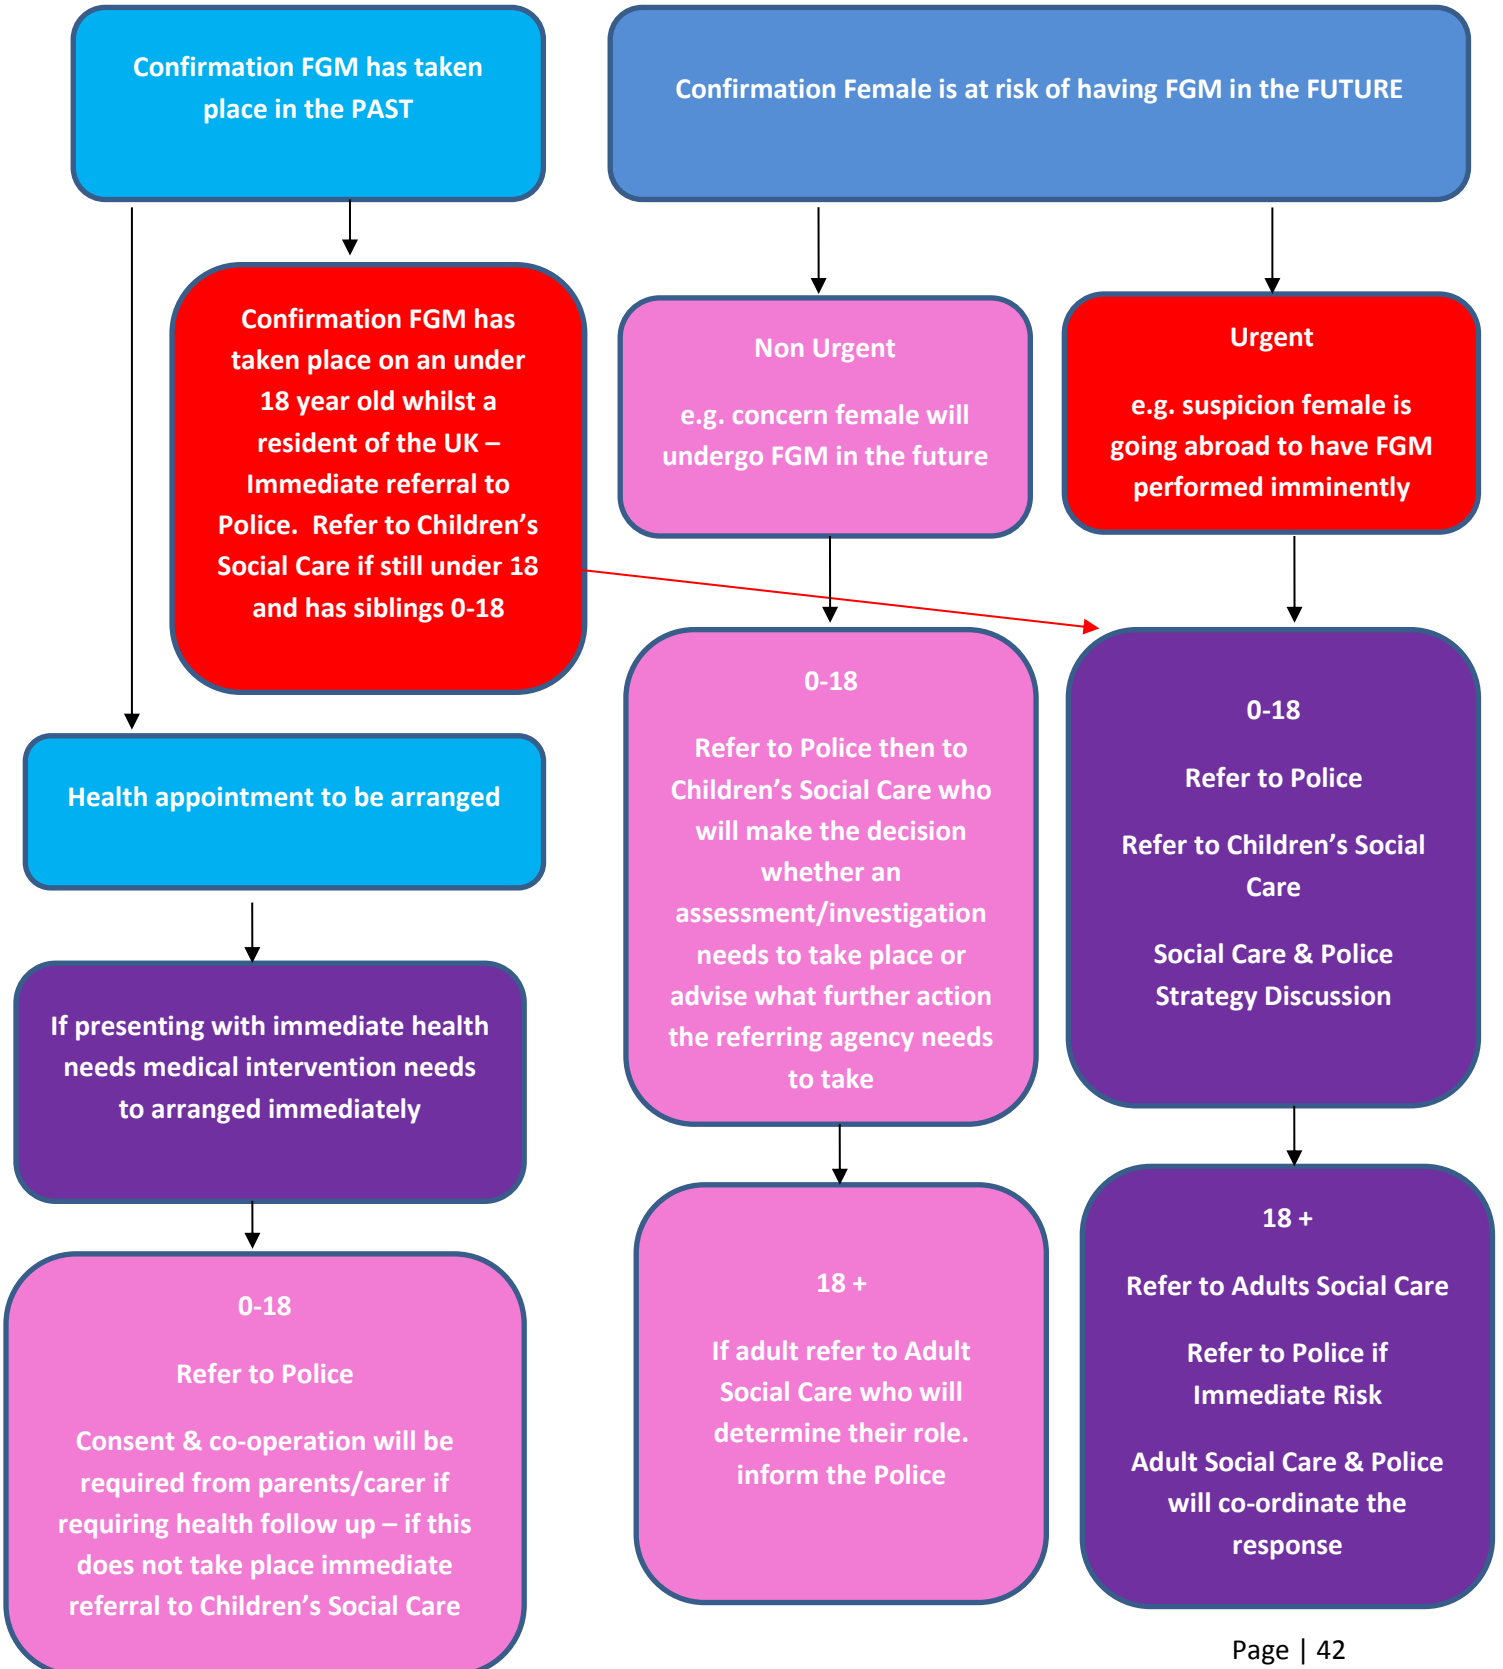 Confirmation FGM has taken
place in the PAST
Confirmation Female is at risk of having FGM in the FUTURE
Confirmation FGM has
taken place on an under
18 year old whilst a
resident of the UK –
Immediate referral to
Police.  Refer to Children’s
Social Care if still under 18
and has siblings 0-18
Non Urgent
e.g. concern female will
undergo FGM in the future
Urgent
e.g. suspicion female is
going abroad to have FGM
performed imminently
Health appointment to be arranged
0-18
Refer to Police then to
Children’s Social Care who
will make the decision
whether an
assessment/investigation
needs to take place or
advise what further action
the referring agency needs
to take
0-18
Refer to Police
Refer to Children’s Social
Care
Social Care & Police
Strategy Discussion
If presenting with immediate health
needs medical intervention needs
to arranged immediately
0-18
Refer to Police
Consent & co-operation will be
required from parents/carer if
requiring health follow up – if this
does not take place immediate
referral to Children’s Social Care
18 +
If adult refer to Adult
Social Care who will
determine their role.
inform the Police
18 +
Refer to Adults Social Care
Refer to Police if
Immediate Risk
Adult Social Care & Police
will co-ordinate the
response
Page | 42